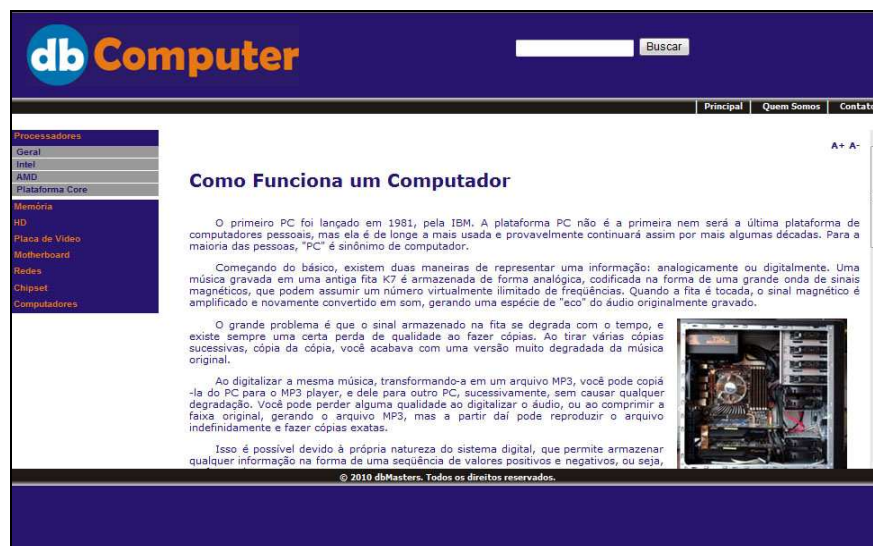 db Computer
Buscar
Principal Quem Somos Contato
Processadores
Geral
Intel
AMD
Plataforma Core
Memória
HD
Placa de Video
Motherboard
Redes
Chipset
Computadores
A+ A-
Como Funciona um Computador
O primeiro PC foi lançado em 1981, pela IBM. A plataforma PC não é a primeira nem será a última plataforma de
computadores pessoais, mas ela é de longe a mais usada e provavelmente continuará assim por mais algumas décadas. Para a
maioria das pessoas, "PC" é sinônimo de computador.
Começando do básico, existem duas maneiras de representar uma informação: analogicamente ou digitalmente. Uma
música gravada em uma antiga fita K7 é armazenada de forma analógica, codificada na forma de uma grande onda de sinais
magnéticos, que podem assumir um número virtualmente ilimitado de freqüências. Quando a fita é tocada, o sinal magnético é
amplificado e novamente convertido em som, gerando uma espécie de "eco" do áudio originalmente gravado.
O grande problema é que o sinal armazenado na fita se degrada com o tempo, e
existe sempre uma certa perda de qualidade ao fazer cópias. Ao tirar várias cópias
sucessivas, cópia da cópia, você acabava com uma versão muito degradada da música
original.
Ao digitalizar a mesma música, transformando-a em um arquivo MP3, você pode copiá
-la do PC para o MP3 player, e dele para outro PC, sucessivamente, sem causar qualquer
degradação. Você pode perder alguma qualidade ao digitalizar o áudio, ou ao comprimir a
faixa original, gerando o arquivo MP3, mas a partir daí pode reproduzir o arquivo
indefinidamente e fazer cópias exatas.
Isso é possível devido à própria natureza do sistema digital, que permite armazenar
qualquer informação na forma de uma seqüência de valores positivos e negativos, ou seja,
© 2010 dbMasters. Todos os direitos reservados.